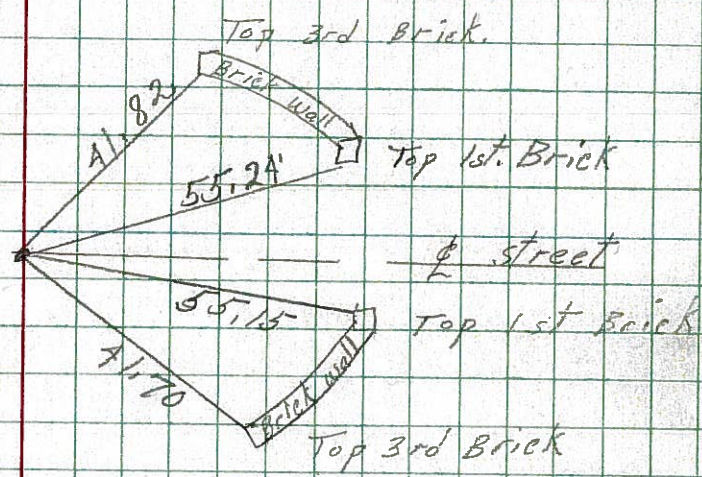 Top 3rd Brick.
Brick Wall
41.82
Top 1st. Brick
55.24'
℄ street
55.15
Top 1st Brick
41.70
Brick Wall
Top 3rd Brick